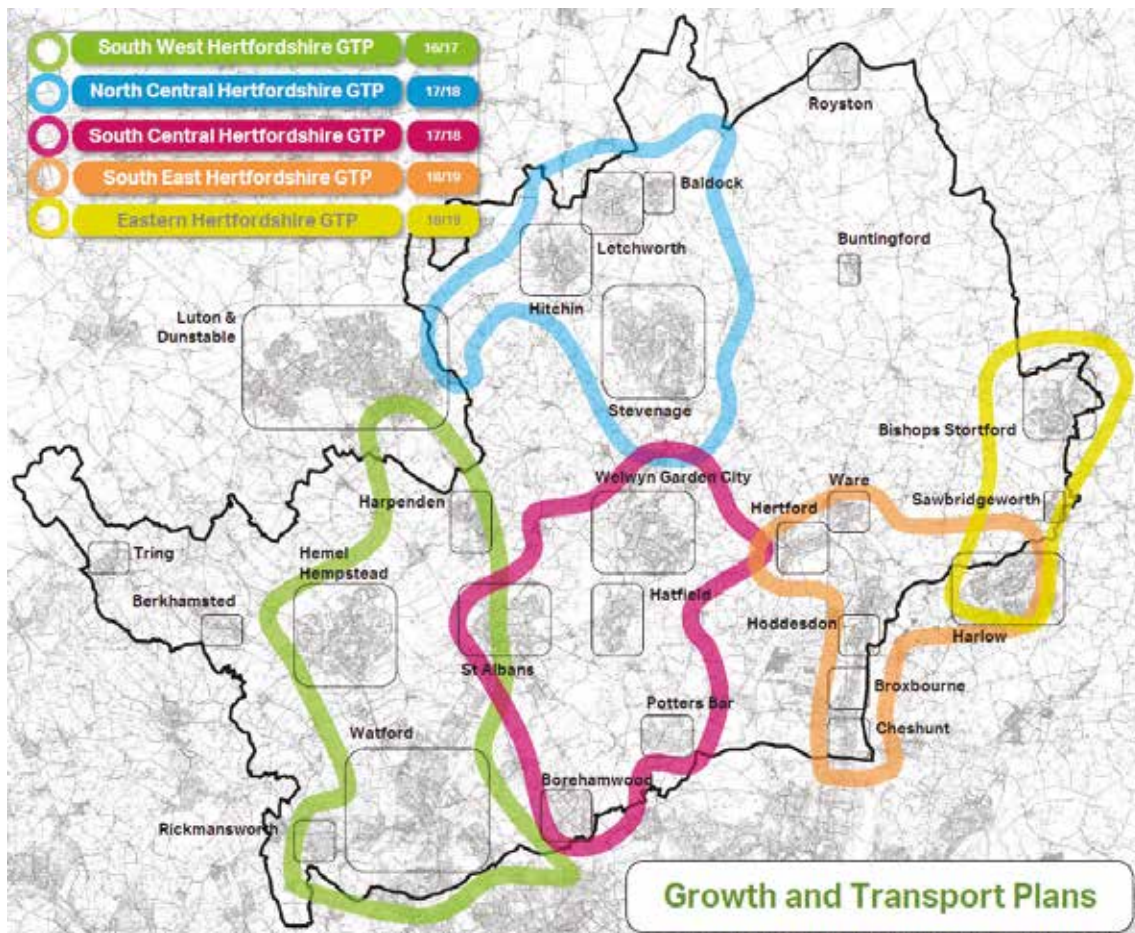 South West Hertfordshire GTP 16/17
North Central Hertfordshire GTP 17/18
South Central Hertfordshire GTP 17/18
South East Hertfordshire GTP 18/19
Eastern Hertfordshire GTP 18/19
Royston
Baldock
Letchworth
Buntingford
Hitchin
Luton &
Dunstable
Stevenage
Bishops Stortford
Welwyn Garden City
Ware
Harpenden
Hertford
Sawbridgeworth
Tring
Hemel
Hempstead
Berkhamsted
Hatfield
Hoddesdon
Harlow
St Albans
Broxbourne
Potters Bar
Cheshunt
Watford
Borehamwood
Rickmansworth
Growth and Transport Plans